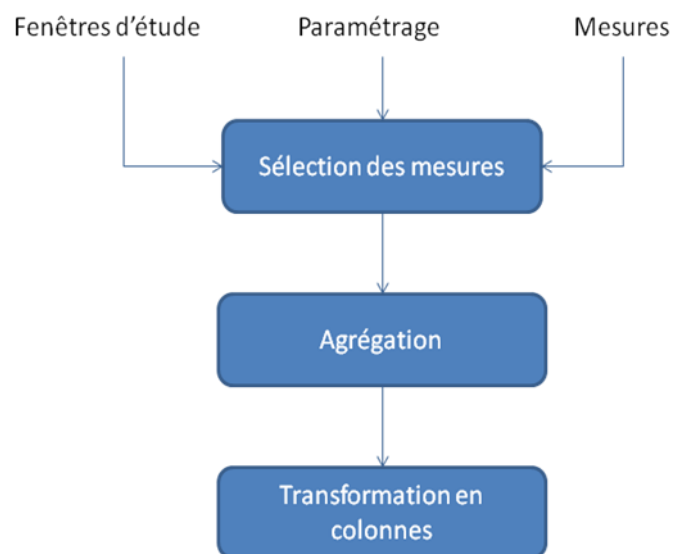 Fenêtres d’étude
Paramétrage
Mesures
Sélection des mesures
Agrégation
Transformation en
colonnes